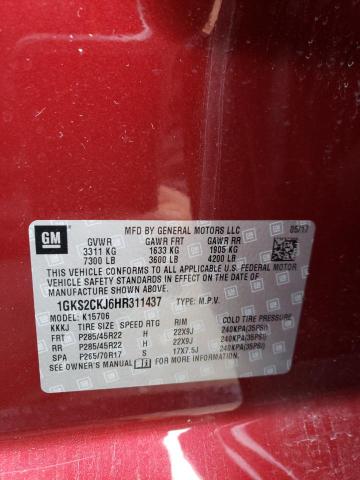 GM
MFD BY GENERAL MOTORS LLC 05/17
GVWR GAWR FRT GAWR RR
3311 KG 1633 KG 1905 KG
7300 LB 3600 LB 4200 LB
THIS VEHICLE CONFORMS TO ALL APPLICABLE U.S. FEDERAL MOTOR
VEHICLE SAFETY AND THEFT PREVENTION STANDARDS IN
EFFECT ON THE DATE OF MANUFACTURE SHOWN ABOVE.
1GKS2CKJ6HR311437 TYPE: M.P.V.
MODEL: K15706
KKKJ TIRE SIZE SPEED RTG RIM COLD TIRE PRESSURE
FRT P285/45R22 H 22X9J 240KPA(35PSI)
RR P285/45R22 H 22X9J 240KPA(35PSI)
SPA P265/70R17 S 17X7.5J 240KPA(35PSI)
SEE OWNER'S MANUAL FOR MORE INFORMATION.